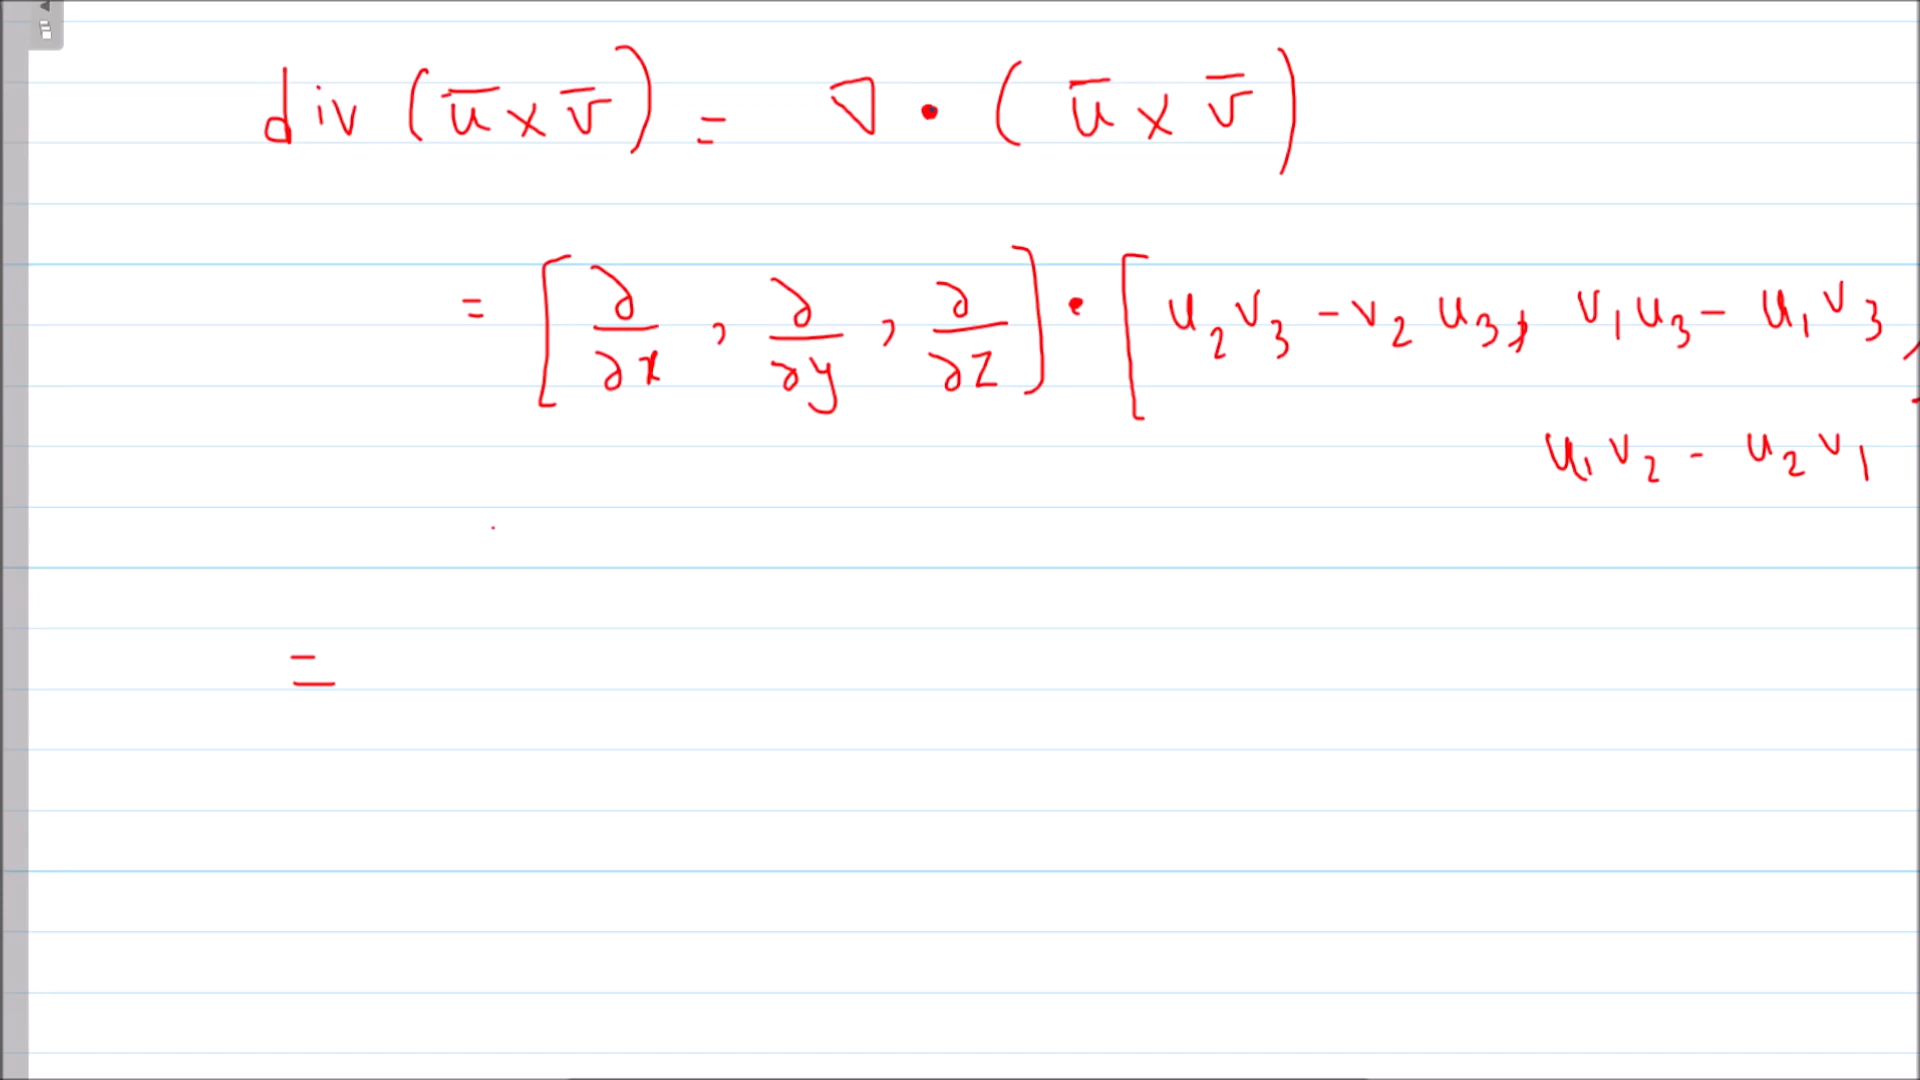 div (ū × v̄) = ∇ • (ū × v̄)
= [∂/∂x , ∂/∂y , ∂/∂z] • [u₂v₃ − v₂u₃, v₁u₃ − u₁v₃,
u₁v₂ - u₂v₁
=